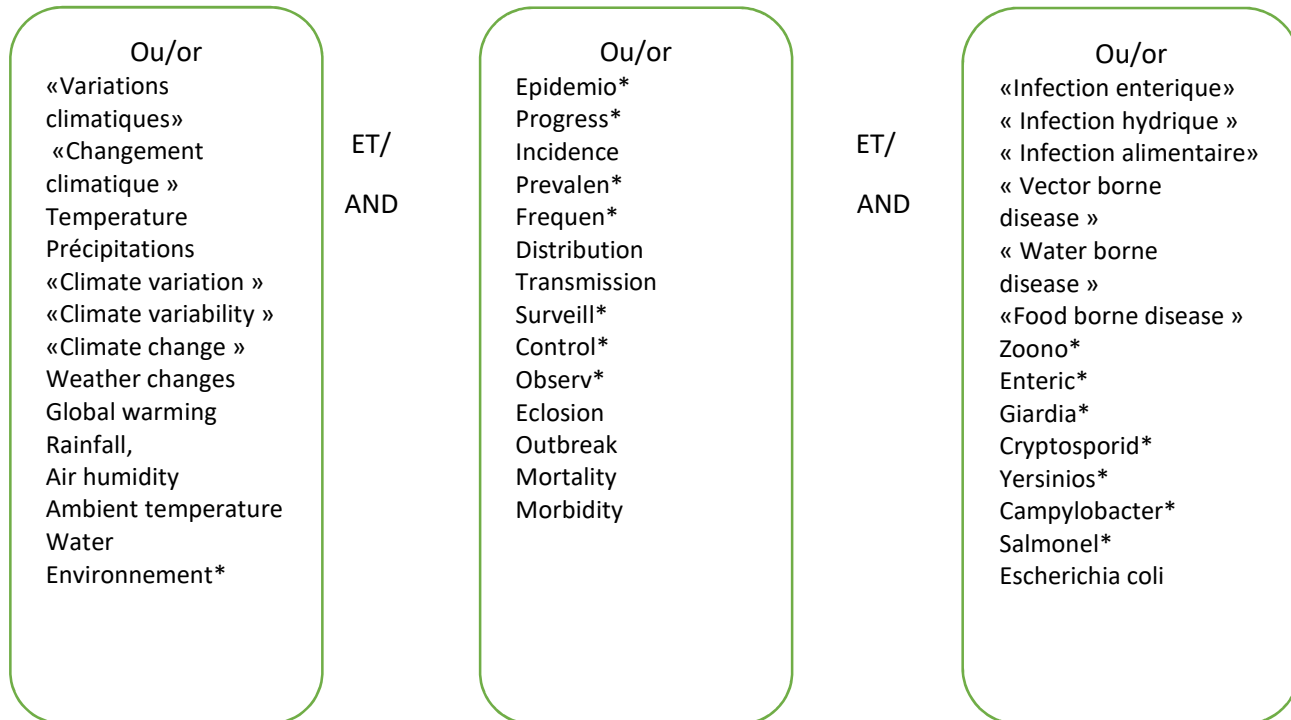 Ou/or
«Variations
climatiques»
«Changement
climatique »
Temperature
Précipitations
«Climate variation »
«Climate variability »
«Climate change »
Weather changes
Global warming
Rainfall,
Air humidity
Ambient temperature
Water
Environnement*
ET/
AND
Ou/or
Epidemio*
Progress*
Incidence
Prevalen*
Frequen*
Distribution
Transmission
Surveill*
Control*
Observ*
Eclosion
Outbreak
Mortality
Morbidity
ET/
AND
Ou/or
«Infection enterique»
« Infection hydrique »
« Infection alimentaire»
« Vector borne
disease »
« Water borne
disease »
«Food borne disease »
Zoono*
Enteric*
Giardia*
Cryptosporid*
Yersinios*
Campylobacter*
Salmonel*
Escherichia coli